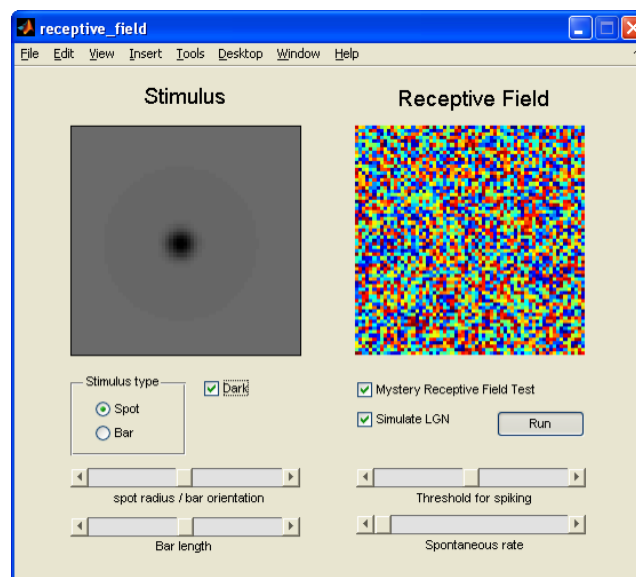 receptive_field
File Edit View Insert Tools Desktop Window Help
Stimulus
Receptive Field
Stimulus type
Spot
Bar
Dark
Mystery Receptive Field Test
Simulate LGN
Run
spot radius / bar orientation
Threshold for spiking
Bar length
Spontaneous rate